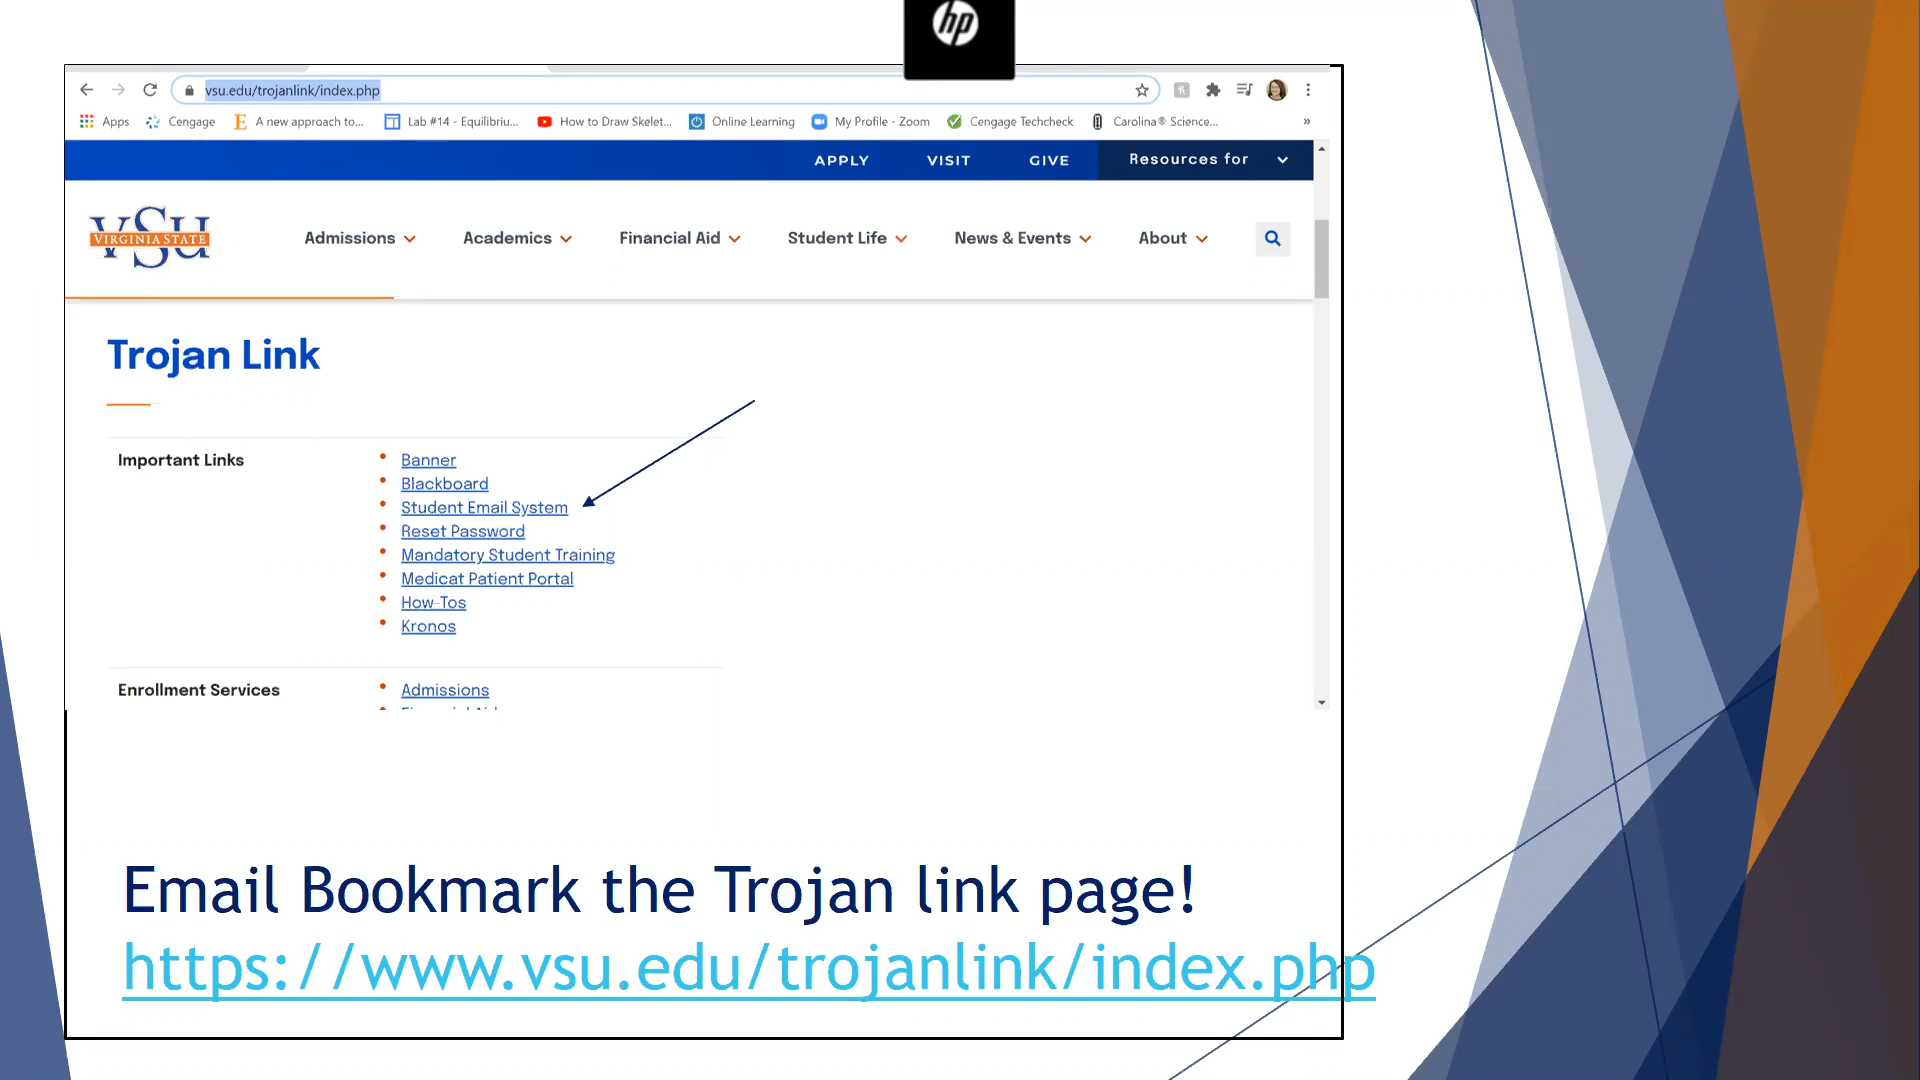 hp
vsu.edu/trojanlink/index.php
Apps Cengage A new approach to... Lab #14 - Equilibriu... How to Draw Skelet... Online Learning My Profile - Zoom Cengage Techcheck Carolina® Science... »
APPLY VISIT GIVE Resources for
VSU
VIRGINIA STATE
Admissions Academics Financial Aid Student Life News & Events About
Trojan Link
Important Links
• Banner
• Blackboard
• Student Email System
• Reset Password
• Mandatory Student Training
• Medicat Patient Portal
• How-Tos
• Kronos
Enrollment Services
• Admissions
Email Bookmark the Trojan link page!
https://www.vsu.edu/trojanlink/index.php